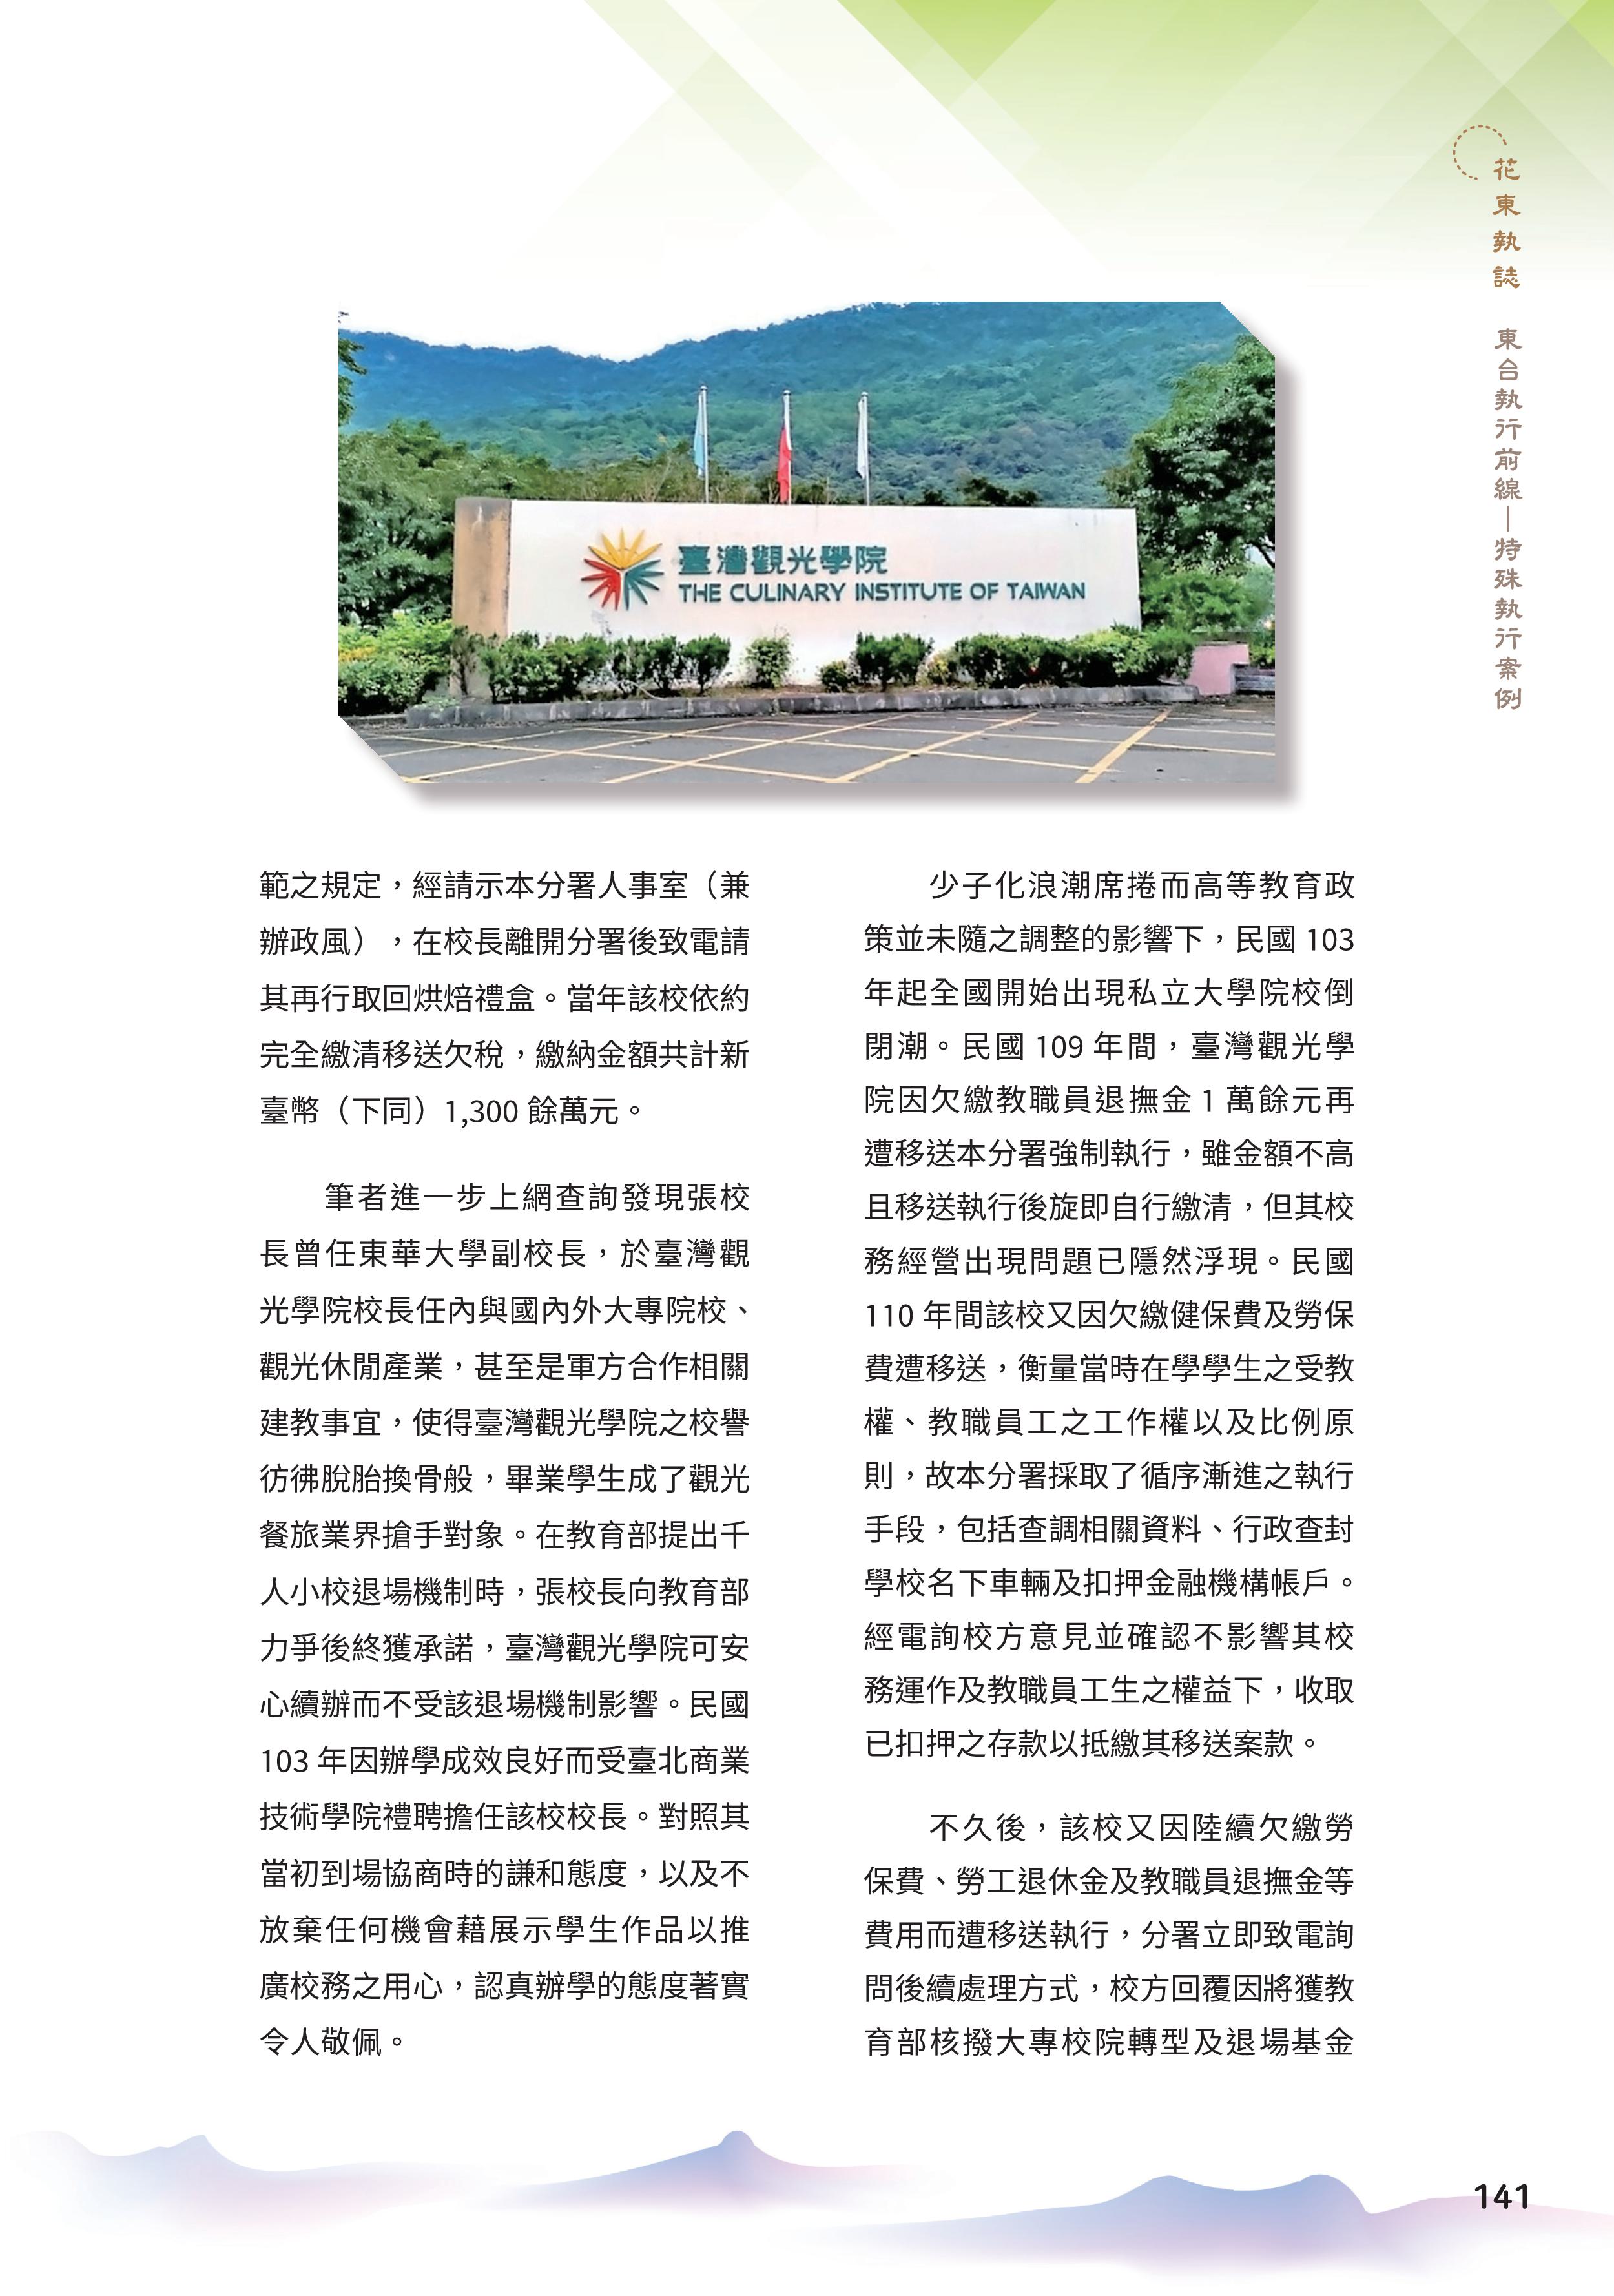 花東執誌 東台執行前線—特殊執行案例
臺灣觀光學院
THE CULINARY INSTITUTE OF TAIWAN
範之規定，經請示本分署人事室（兼
辦政風），在校長離開分署後致電請
其再行取回烘焙禮盒。當年該校依約
完全繳清移送欠稅，繳納金額共計新
臺幣（下同）1,300 餘萬元。
筆者進一步上網查詢發現張校
長曾任東華大學副校長，於臺灣觀
光學院校長任內與國內外大專院校、
觀光休閒產業，甚至是軍方合作相關
建教事宜，使得臺灣觀光學院之校譽
彷彿脫胎換骨般，畢業學生成了觀光
餐旅業界搶手對象。在教育部提出千
人小校退場機制時，張校長向教育部
力爭後終獲承諾，臺灣觀光學院可安
心續辦而不受該退場機制影響。民國
103 年因辦學成效良好而受臺北商業
技術學院禮聘擔任該校校長。對照其
當初到場協商時的謙和態度，以及不
放棄任何機會藉展示學生作品以推
廣校務之用心，認真辦學的態度著實
令人敬佩。
少子化浪潮席捲而高等教育政
策並未隨之調整的影響下，民國 103
年起全國開始出現私立大學院校倒
閉潮。民國 109 年間，臺灣觀光學
院因欠繳教職員退撫金 1 萬餘元再
遭移送本分署強制執行，雖金額不高
且移送執行後旋即自行繳清，但其校
務經營出現問題已隱然浮現。民國
110 年間該校又因欠繳健保費及勞保
費遭移送，衡量當時在學學生之受教
權、教職員工之工作權以及比例原
則，故本分署採取了循序漸進之執行
手段，包括查調相關資料、行政查封
學校名下車輛及扣押金融機構帳戶。
經電詢校方意見並確認不影響其校
務運作及教職員工生之權益下，收取
已扣押之存款以抵繳其移送案款。
不久後，該校又因陸續欠繳勞
保費、勞工退休金及教職員退撫金等
費用而遭移送執行，分署立即致電詢
問後續處理方式，校方回覆因將獲教
育部核撥大專校院轉型及退場基金
141